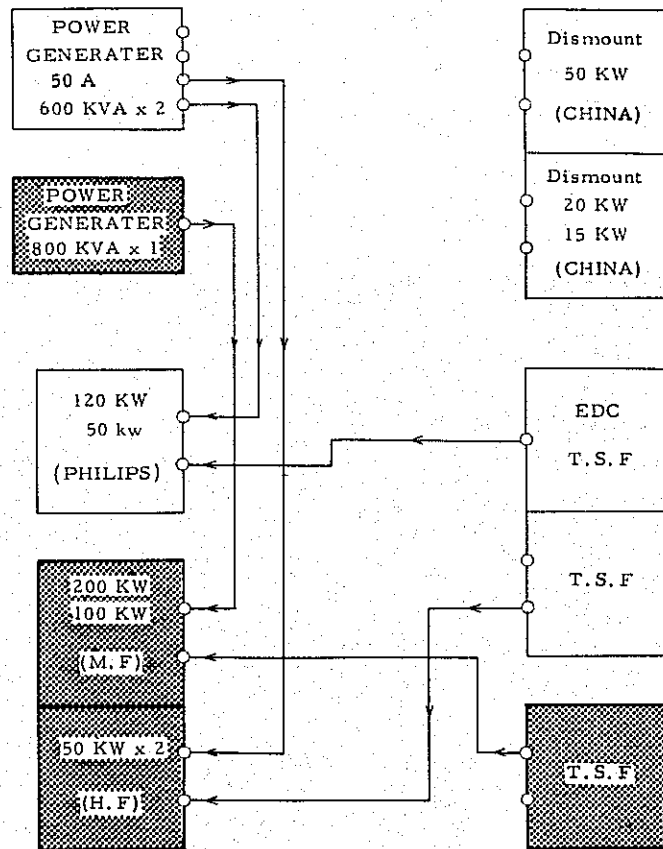 POWER
GENERATER
50 A
600 KVA x 2
POWER
GENERATER
800 KVA x 1
120 KW
50 kw
(PHILIPS)
200 KW
100 KW
(M.F)
50 KW x 2
(H.F)
Dismount
50 KW
(CHINA)
Dismount
20 KW
15 KW
(CHINA)
EDC
T.S.F
T.S.F
T.S.F